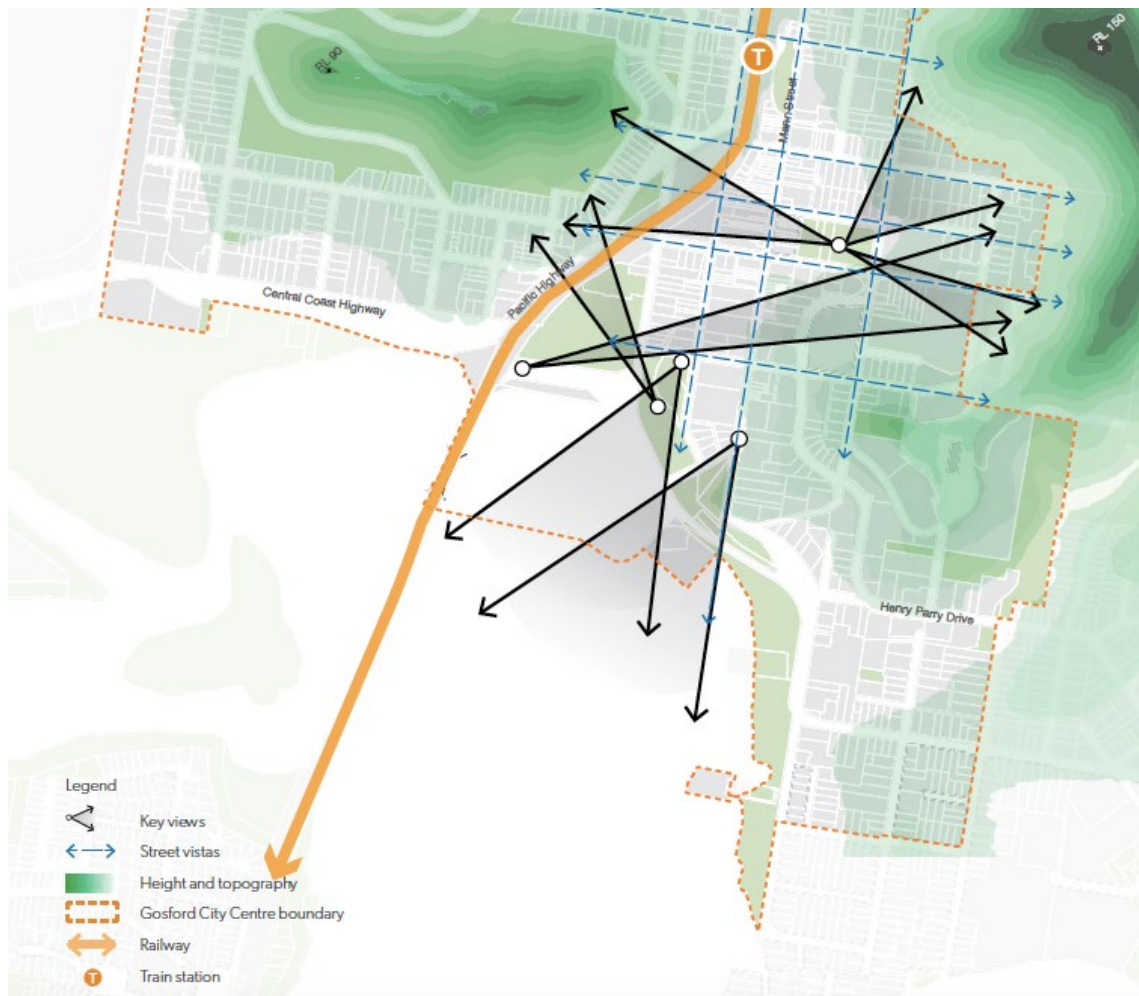 RL 90
RL 150
T
Mann Street
Pacific Highway
Central Coast Highway
Henry Parry Drive
Legend
Key views
Street vistas
Height and topography
Gosford City Centre boundary
Railway
T
Train station